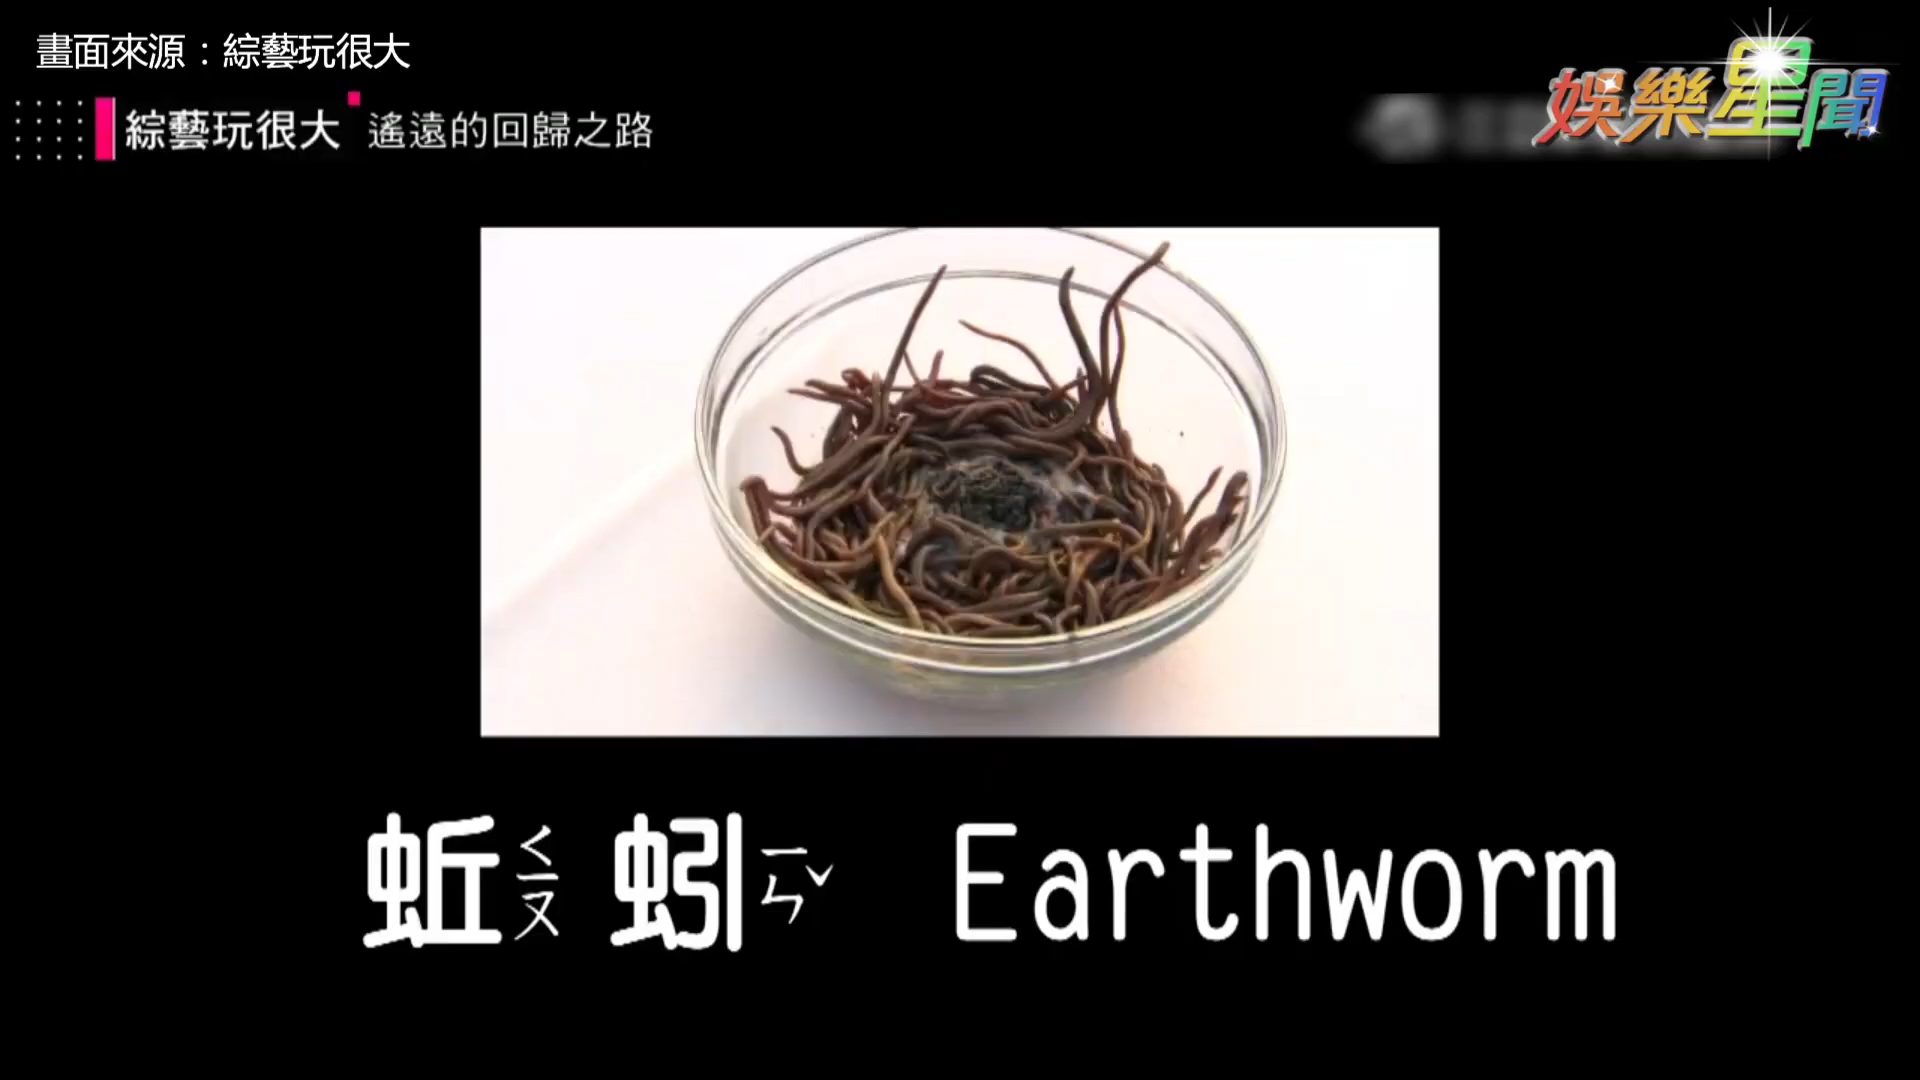 畫面來源：綜藝玩很大
娛樂星聞
綜藝玩很大 遙遠的回歸之路
蚯ㄑㄧㄡ 蚓ㄧㄣˇ Earthworm